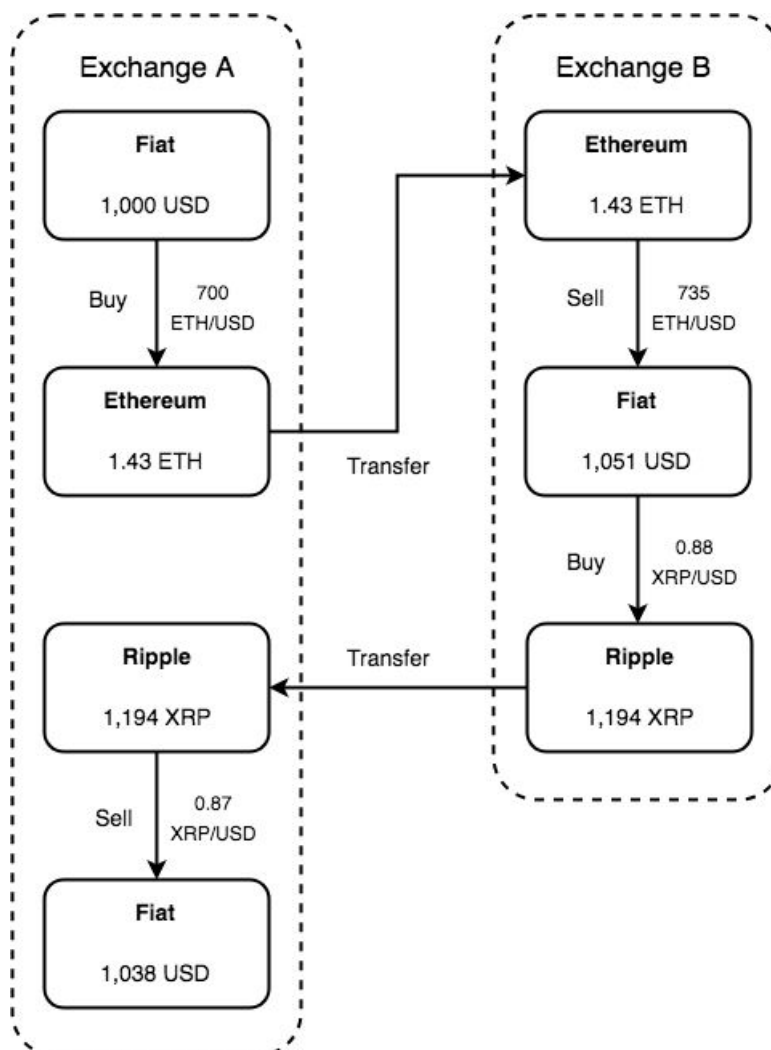 Exchange A
Fiat
1,000 USD
Buy
700
ETH/USD
Ethereum
1.43 ETH
Transfer
Exchange B
Ethereum
1.43 ETH
Sell
735
ETH/USD
Fiat
1,051 USD
Buy
0.88
XRP/USD
Ripple
1,194 XRP
Transfer
Ripple
1,194 XRP
Sell
0.87
XRP/USD
Fiat
1,038 USD